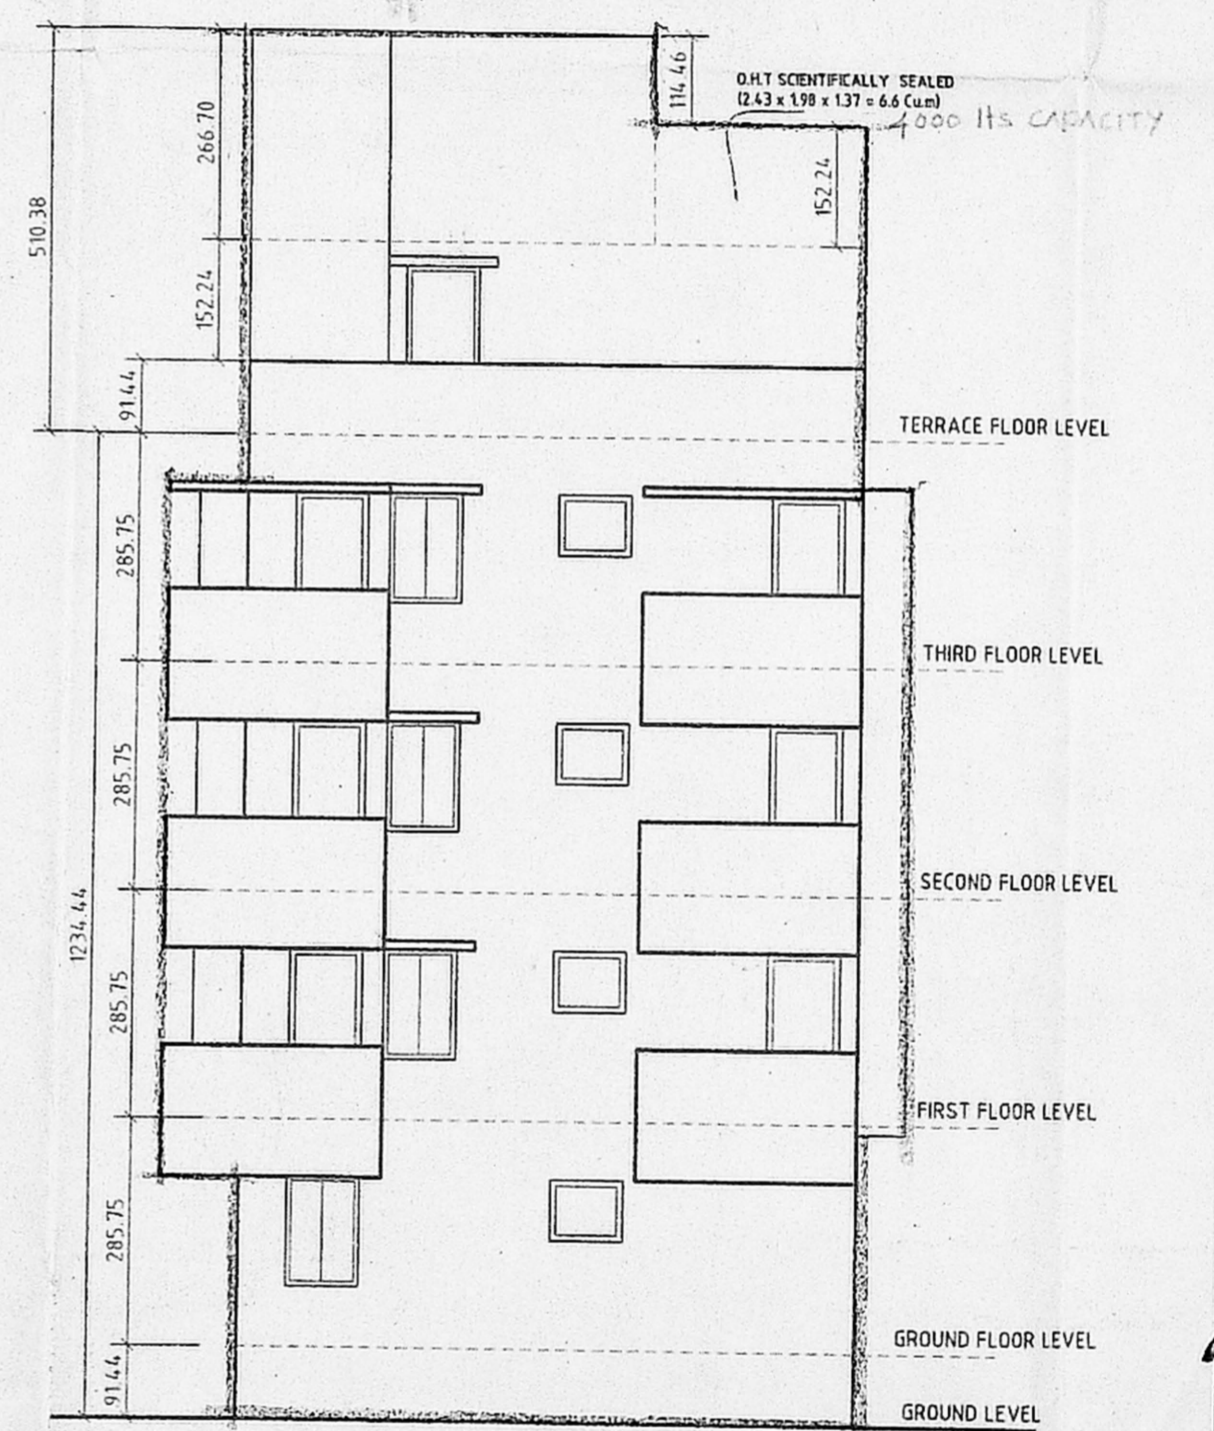 114.46
O.H.T SCIENTIFICALLY SEALED
(2.43 x 1.98 x 1.37 = 6.6 Cu.m)
4000 lts CAPACITY
266.70
152.24
510.38
152.24
91.44
TERRACE FLOOR LEVEL
285.75
THIRD FLOOR LEVEL
285.75
SECOND FLOOR LEVEL
1234.44
285.75
FIRST FLOOR LEVEL
285.75
GROUND FLOOR LEVEL
91.44
GROUND LEVEL